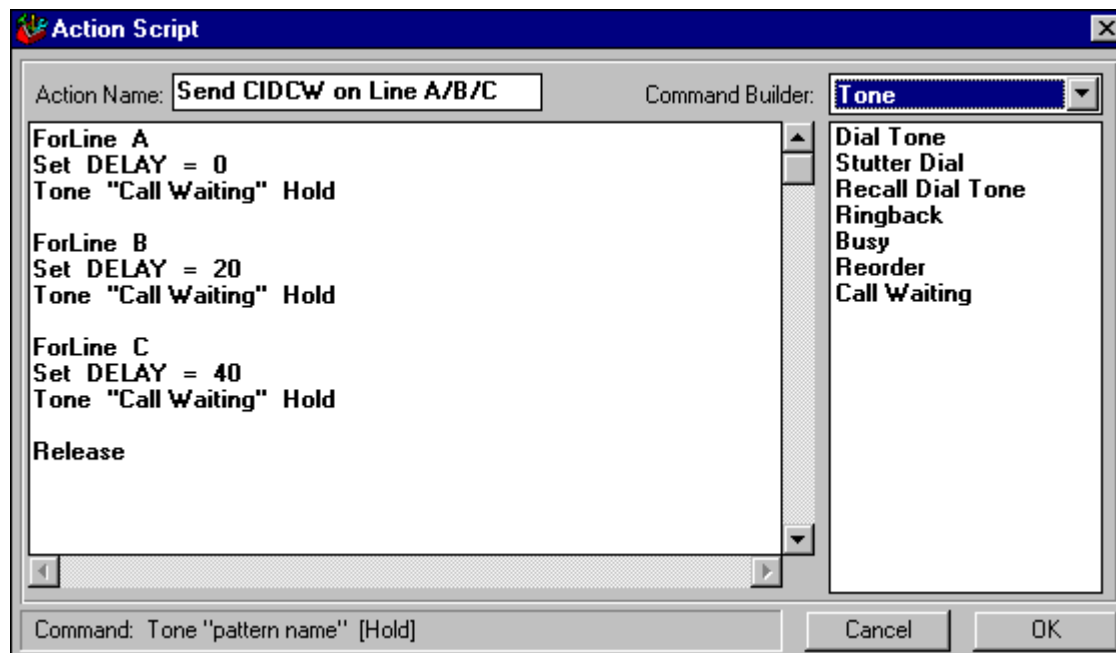 Action Script
Action Name: Send CIDCW on Line A/B/C
Command Builder: Tone
ForLine A
Set DELAY = 0
Tone "Call Waiting" Hold
ForLine B
Set DELAY = 20
Tone "Call Waiting" Hold
ForLine C
Set DELAY = 40
Tone "Call Waiting" Hold
Release
Dial Tone
Stutter Dial
Recall Dial Tone
Ringback
Busy
Reorder
Call Waiting
Command: Tone "pattern name" [Hold]
Cancel
OK